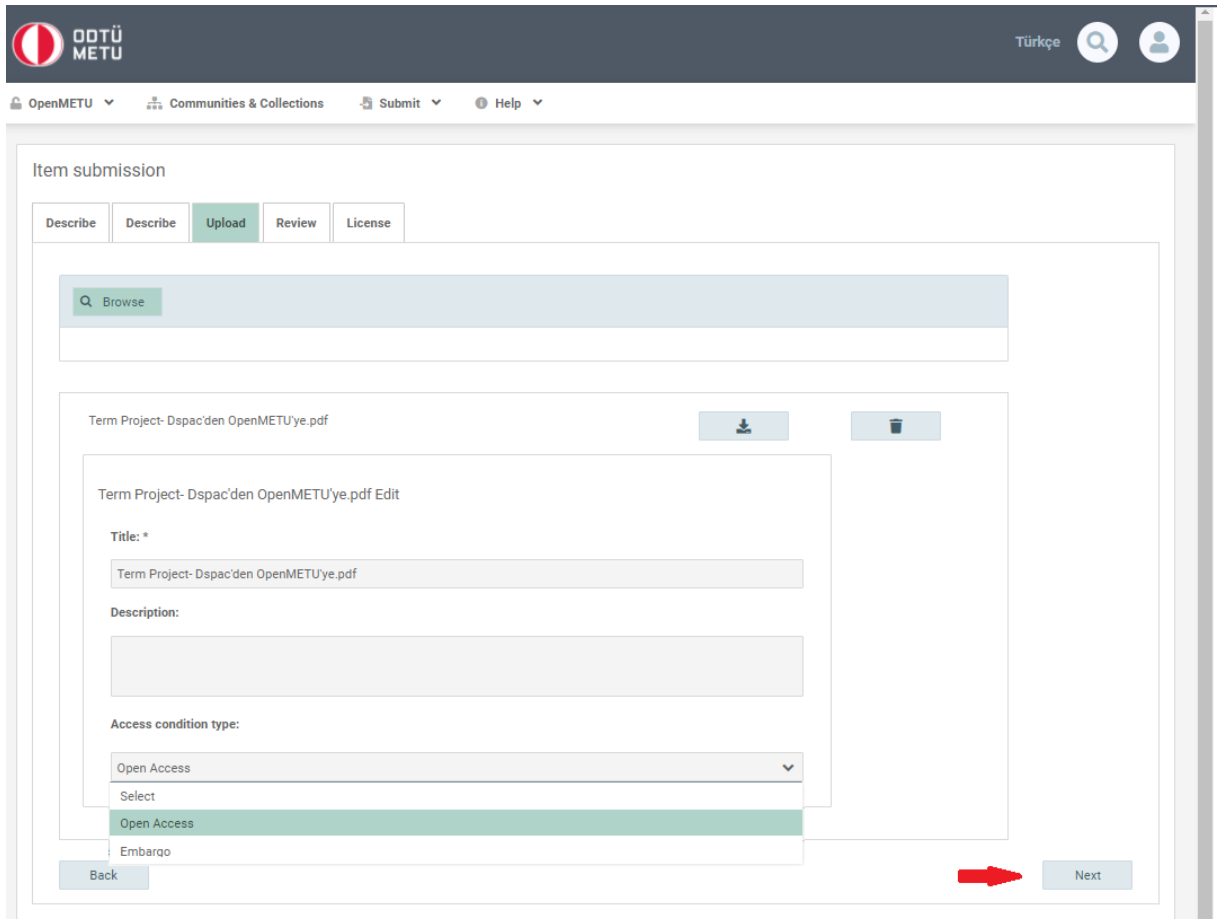 ODTÜ
METU
Türkçe
OpenMETU Communities & Collections Submit Help
Item submission
Describe Describe Upload Review License
Browse
Term Project- Dspac'den OpenMETU'ye.pdf
Term Project- Dspac'den OpenMETU'ye.pdf Edit
Title: *
Term Project- Dspac'den OpenMETU'ye.pdf
Description:
Access condition type:
Open Access
Select
Open Access
Embargo
Back Next